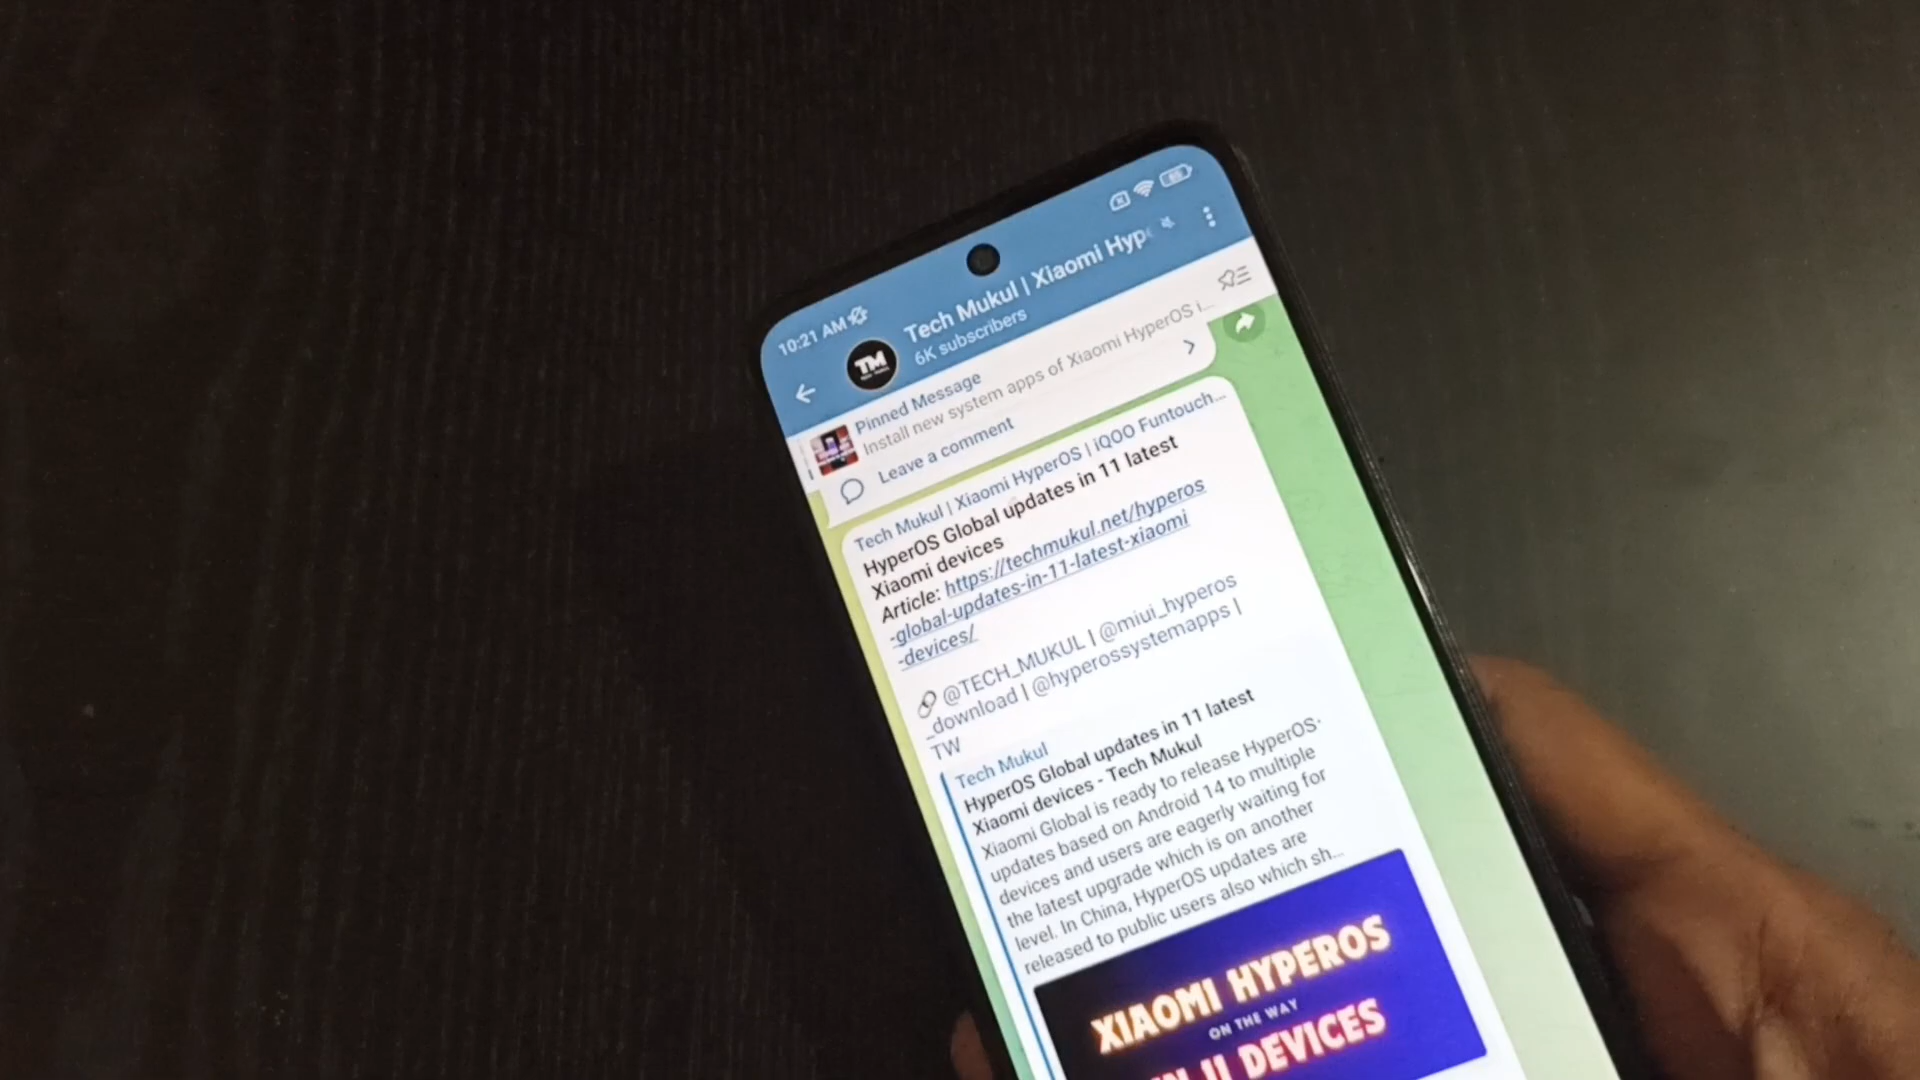 10:21 AM
Tech Mukul | Xiaomi Hyp
6K subscribers
TM
Pinned Message
Install new system apps of Xiaomi HyperOS i...
Leave a comment
Tech Mukul | Xiaomi HyperOS | iQOO Funtouch...
HyperOS Global updates in 11 latest
Xiaomi devices
Article: https://techmukul.net/hyperos
-global-updates-in-11-latest-xiaomi
-devices/
@TECH_MUKUL | @miui_hyperos
_download | @hyperossystemapps |
TW
Tech Mukul
HyperOS Global updates in 11 latest
Xiaomi devices - Tech Mukul
Xiaomi Global is ready to release HyperOS
updates based on Android 14 to multiple
devices and users are eagerly waiting for
the latest upgrade which is on another
level. In China, HyperOS updates are
released to public users also which sh...
XIAOMI HYPEROS
ON THE WAY
IN 11 DEVICES